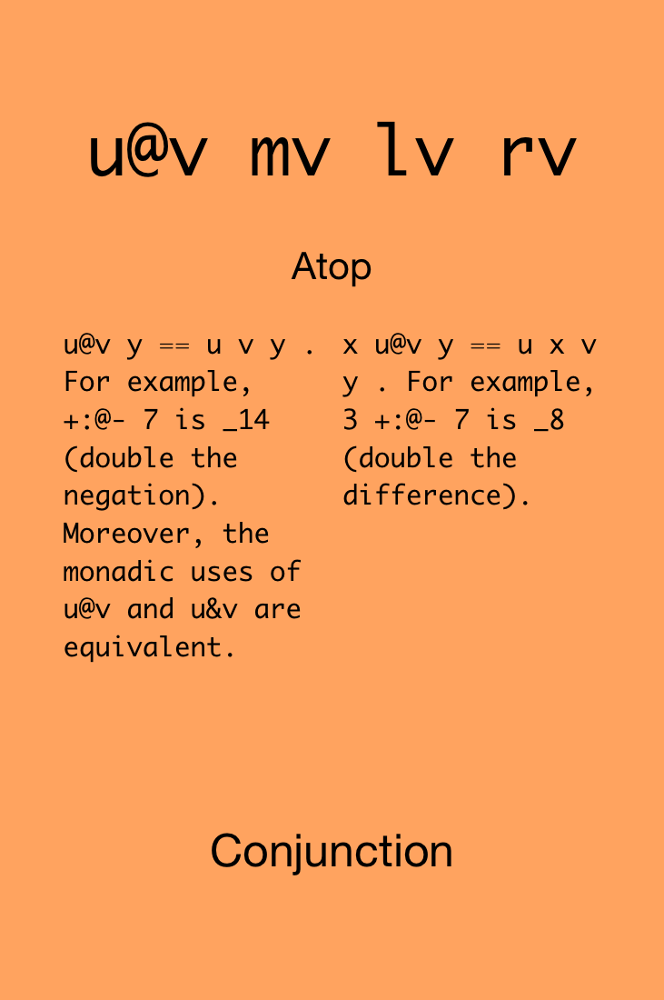 u@v mv lv rv
Atop
u@v y == u v y .
For example,
+:@- 7 is _14
(double the
negation).
Moreover, the
monadic uses of
u@v and u&v are
equivalent.
x u@v y == u x v
y . For example,
3 +:@- 7 is _8
(double the
difference).
Conjunction